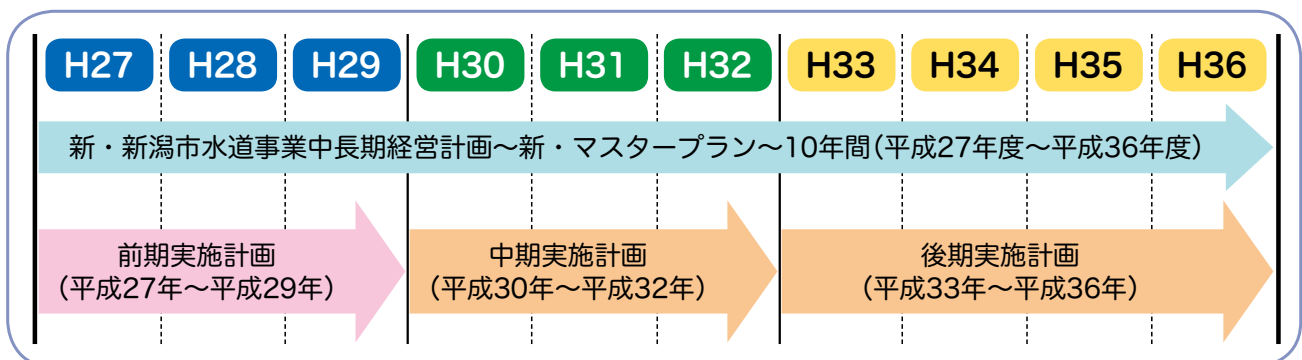 H27 H28 H29 H30 H31 H32 H33 H34 H35 H36
新・新潟市水道事業中長期経営計画～新・マスタープラン～10年間(平成27年度～平成36年度)
前期実施計画
(平成27年～平成29年)
中期実施計画
(平成30年～平成32年)
後期実施計画
(平成33年～平成36年)